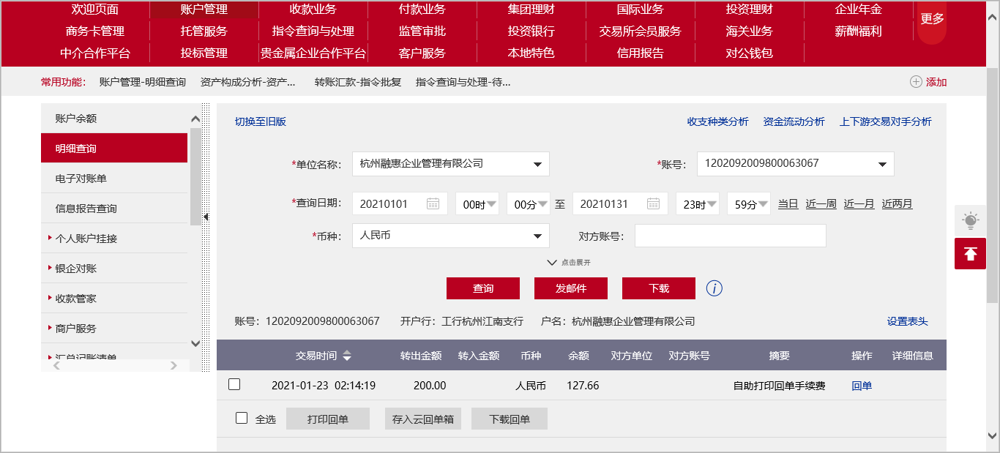 欢迎页面 账户管理 收款业务 付款业务 集团理财 国际业务 投资理财 企业年金 更多
商务卡管理 托管服务 指令查询与处理 监管审批 投资银行 交易所会员服务 海关业务 薪酬福利
中介合作平台 投标管理 贵金属企业合作平台 客户服务 本地特色 信用报告 对公钱包
常用功能： 账户管理-明细查询 资产构成分析-资产... 转账汇款-指令批复 指令查询与处理-待... 添加
账户余额
明细查询
电子对账单
信息报告查询
个人账户挂接
银企对账
收款管家
商户服务
汇总记账清单
切换至旧版 收支种类分析 资金流动分析 上下游交易对手分析
*单位名称： 杭州融惠企业管理有限公司 *账号： 1202092009800063067
*查询日期： 20210101 00时 00分 至 20210131 23时 59分 当日 近一周 近一月 近两月
*币种： 人民币 对方账号：
点击展开
查询 发邮件 下载 i
账号：1202092009800063067 开户行：工行杭州江南支行 户名：杭州融惠企业管理有限公司 设置表头
交易时间 转出金额 转入金额 币种 余额 对方单位 对方账号 摘要 操作 详细信息
2021-01-23 02:14:19 200.00 人民币 127.66 自助打印回单手续费 回单
全选 打印回单 存入云回单箱 下载回单